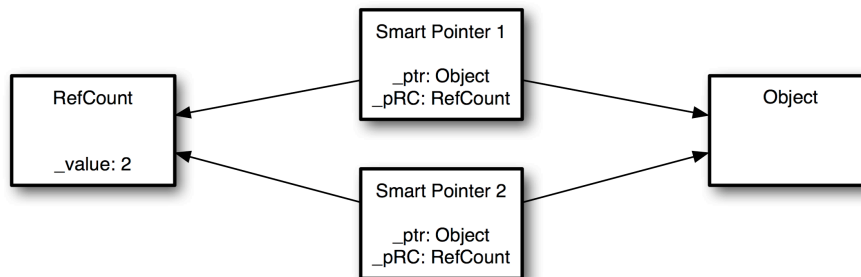 RefCount
_value: 2
Smart Pointer 1
_ptr: Object
_pRC: RefCount
Smart Pointer 2
_ptr: Object
_pRC: RefCount
Object